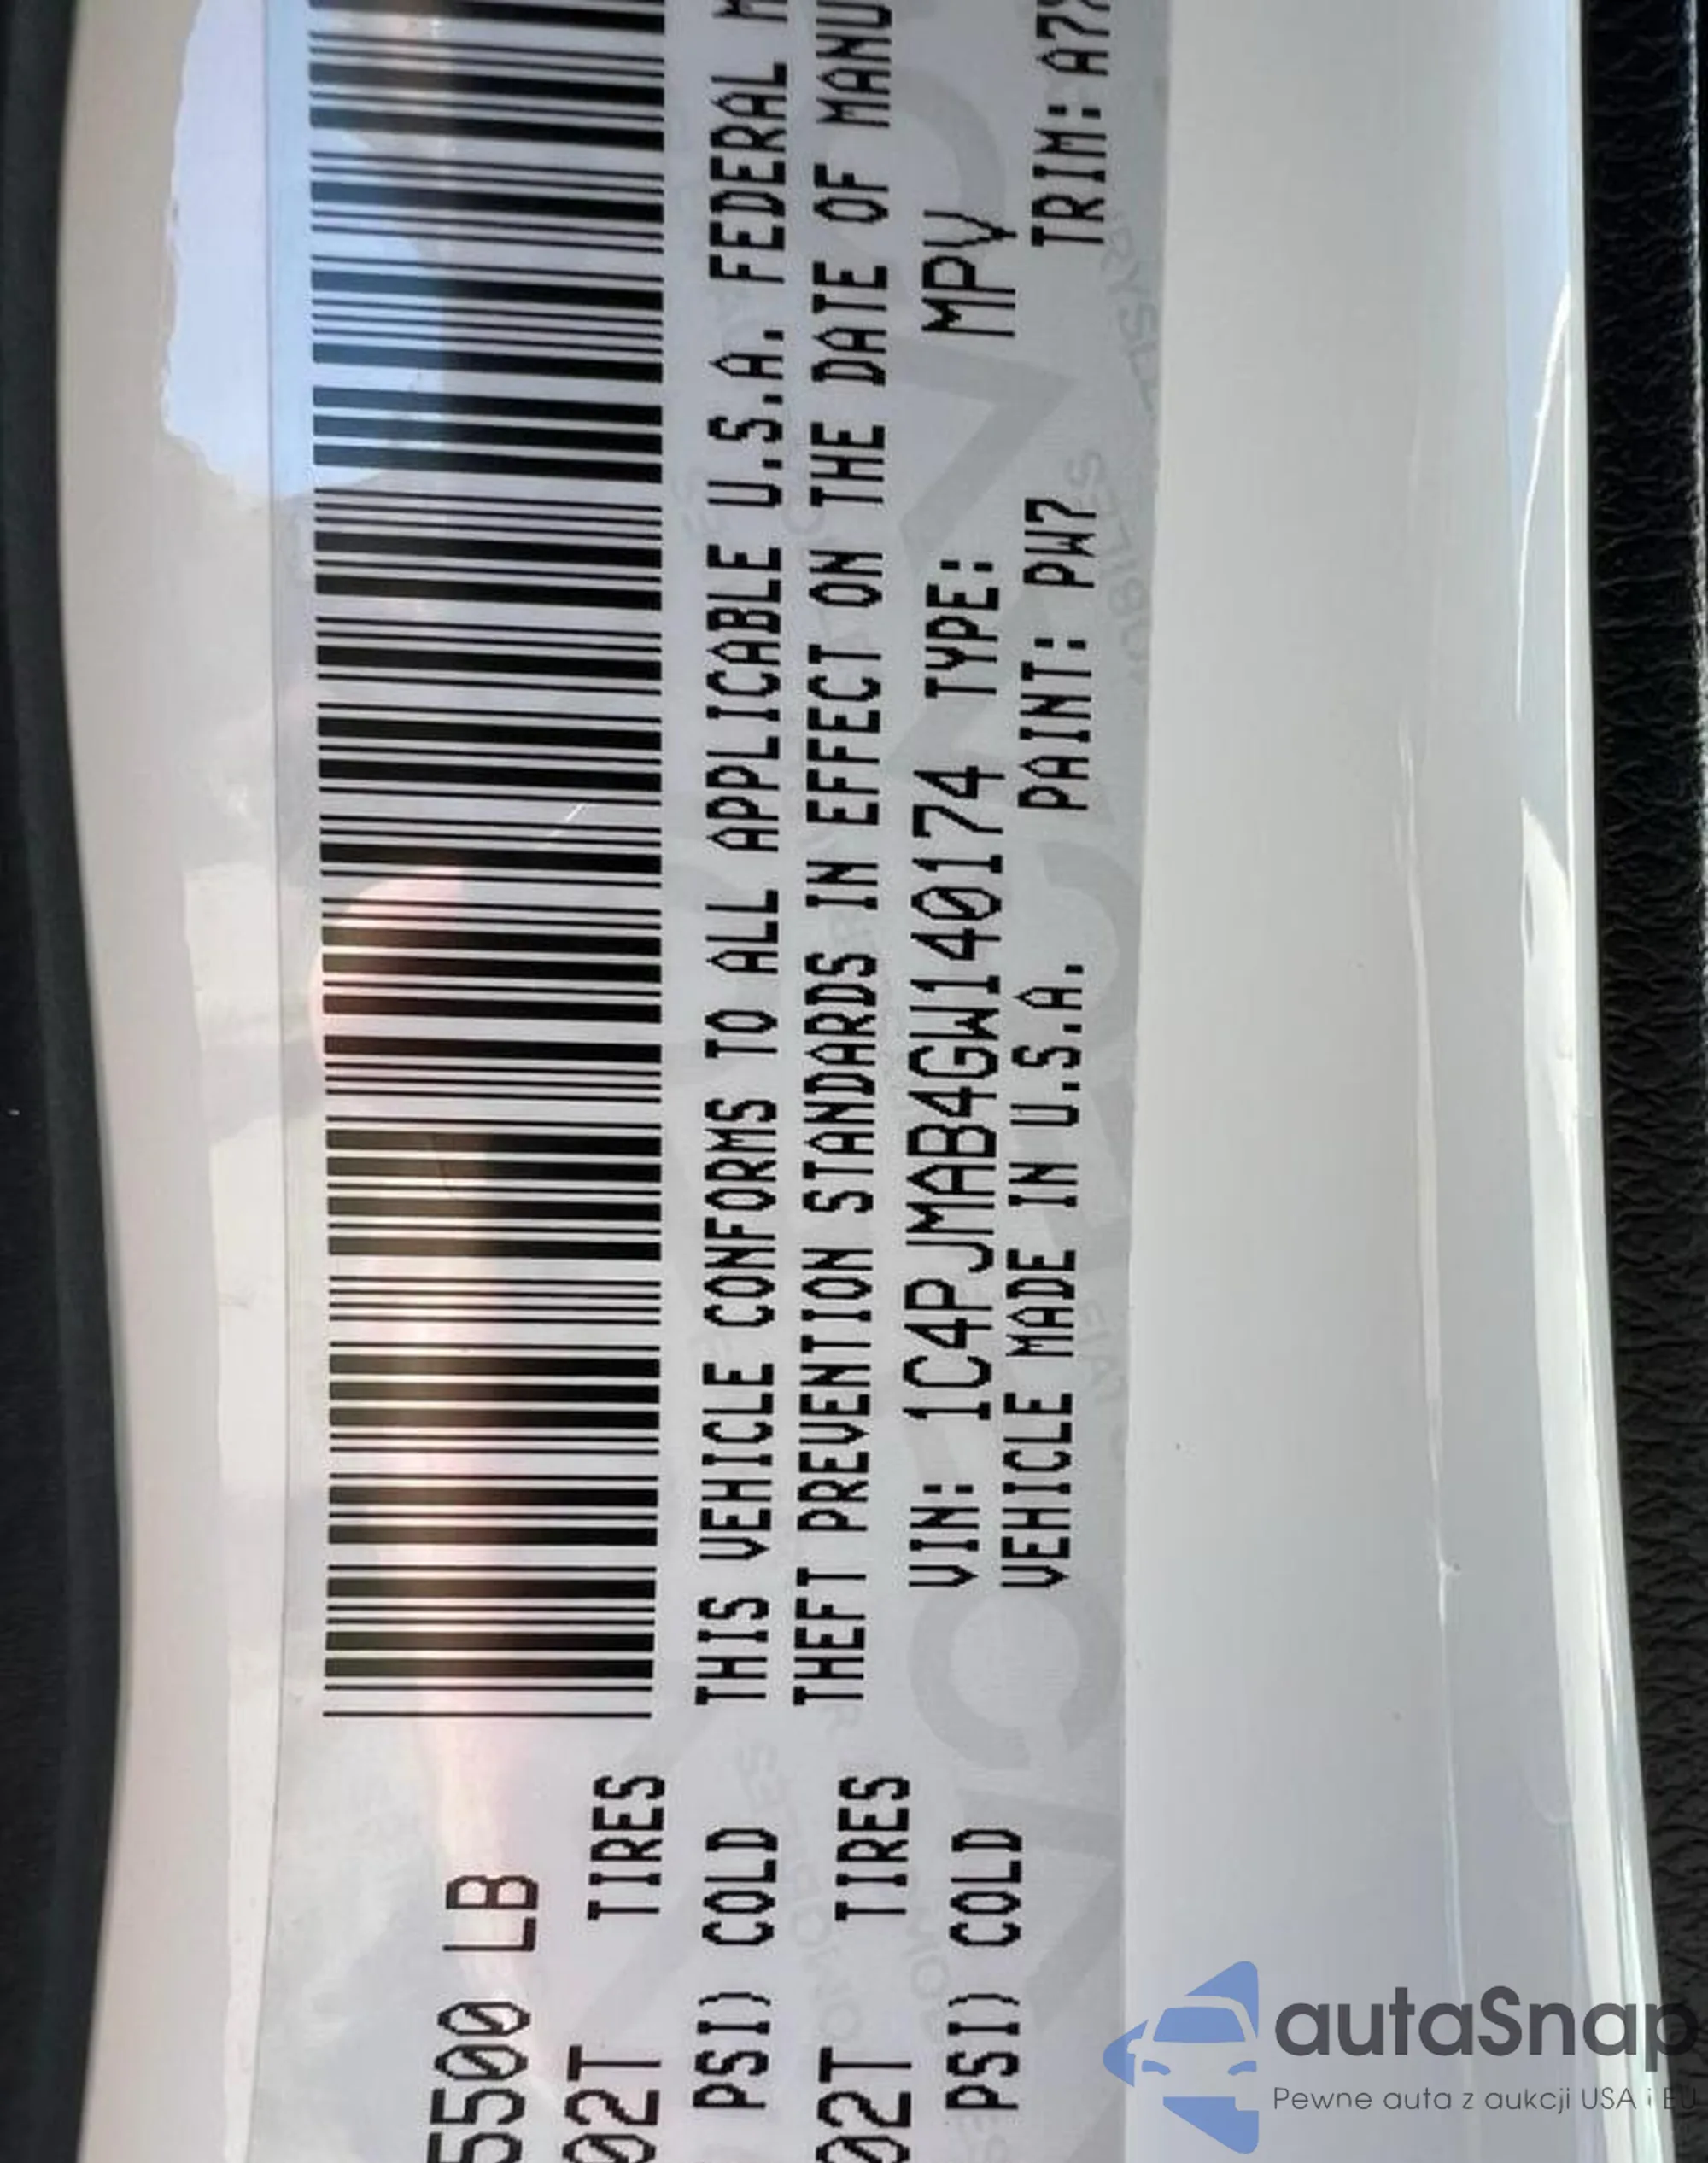 5500 LB
02T TIRES
PSI) COLD
02T TIRES
PSI) COLD
THIS VEHICLE CONFORMS TO ALL APPLICABLE U.S.A. FEDERAL M
THEFT PREVENTION STANDARDS IN EFFECT ON THE DATE OF MANU
VIN: 1C4PJMAB4GW140174 TYPE: MPV
VEHICLE MADE IN U.S.A. PAINT: PW7 TRIM: A7X
autaSnap
Pewne auta z aukcji USA i EU